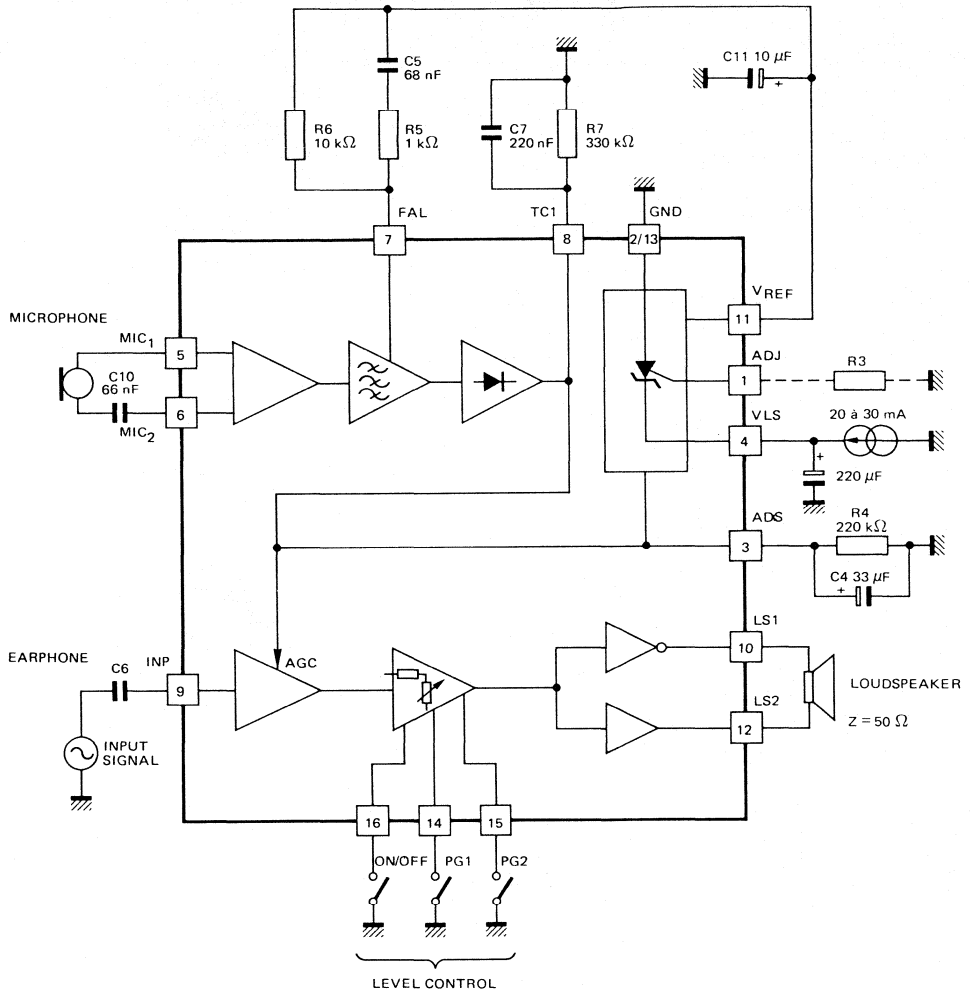 C5
68 nF
C11 10 µF
+
R6
10 kΩ
R5
1 kΩ
C7
220 nF
R7
330 kΩ
FAL
TC1
GND
7
8
2/13
VREF
11
MICROPHONE
MIC1
5
C10
66 nF
6
MIC2
ADJ
1
R3
VLS
4
20 à 30 mA
+
220 µF
ADS
3
R4
220 kΩ
C4 33 µF
+
EARPHONE
C6
INP
9
AGC
LS1
10
LS2
12
LOUDSPEAKER
Z = 50 Ω
INPUT
SIGNAL
16
14
15
ON/OFF
PG1
PG2
LEVEL CONTROL